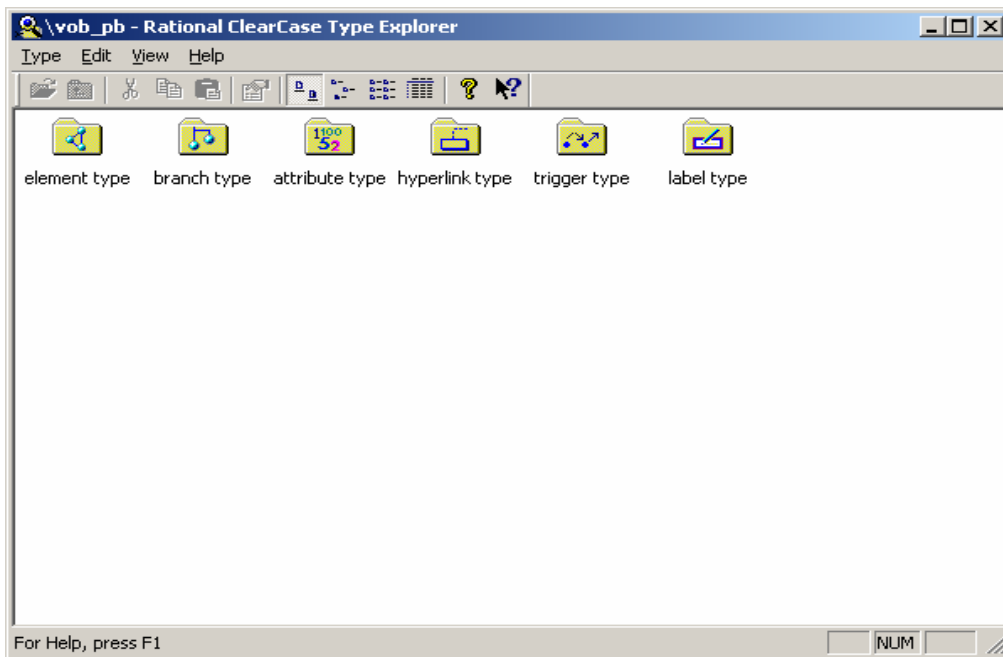 \vob_pb - Rational ClearCase Type Explorer
Type Edit View Help
element type branch type attribute type hyperlink type trigger type label type
For Help, press F1 NUM